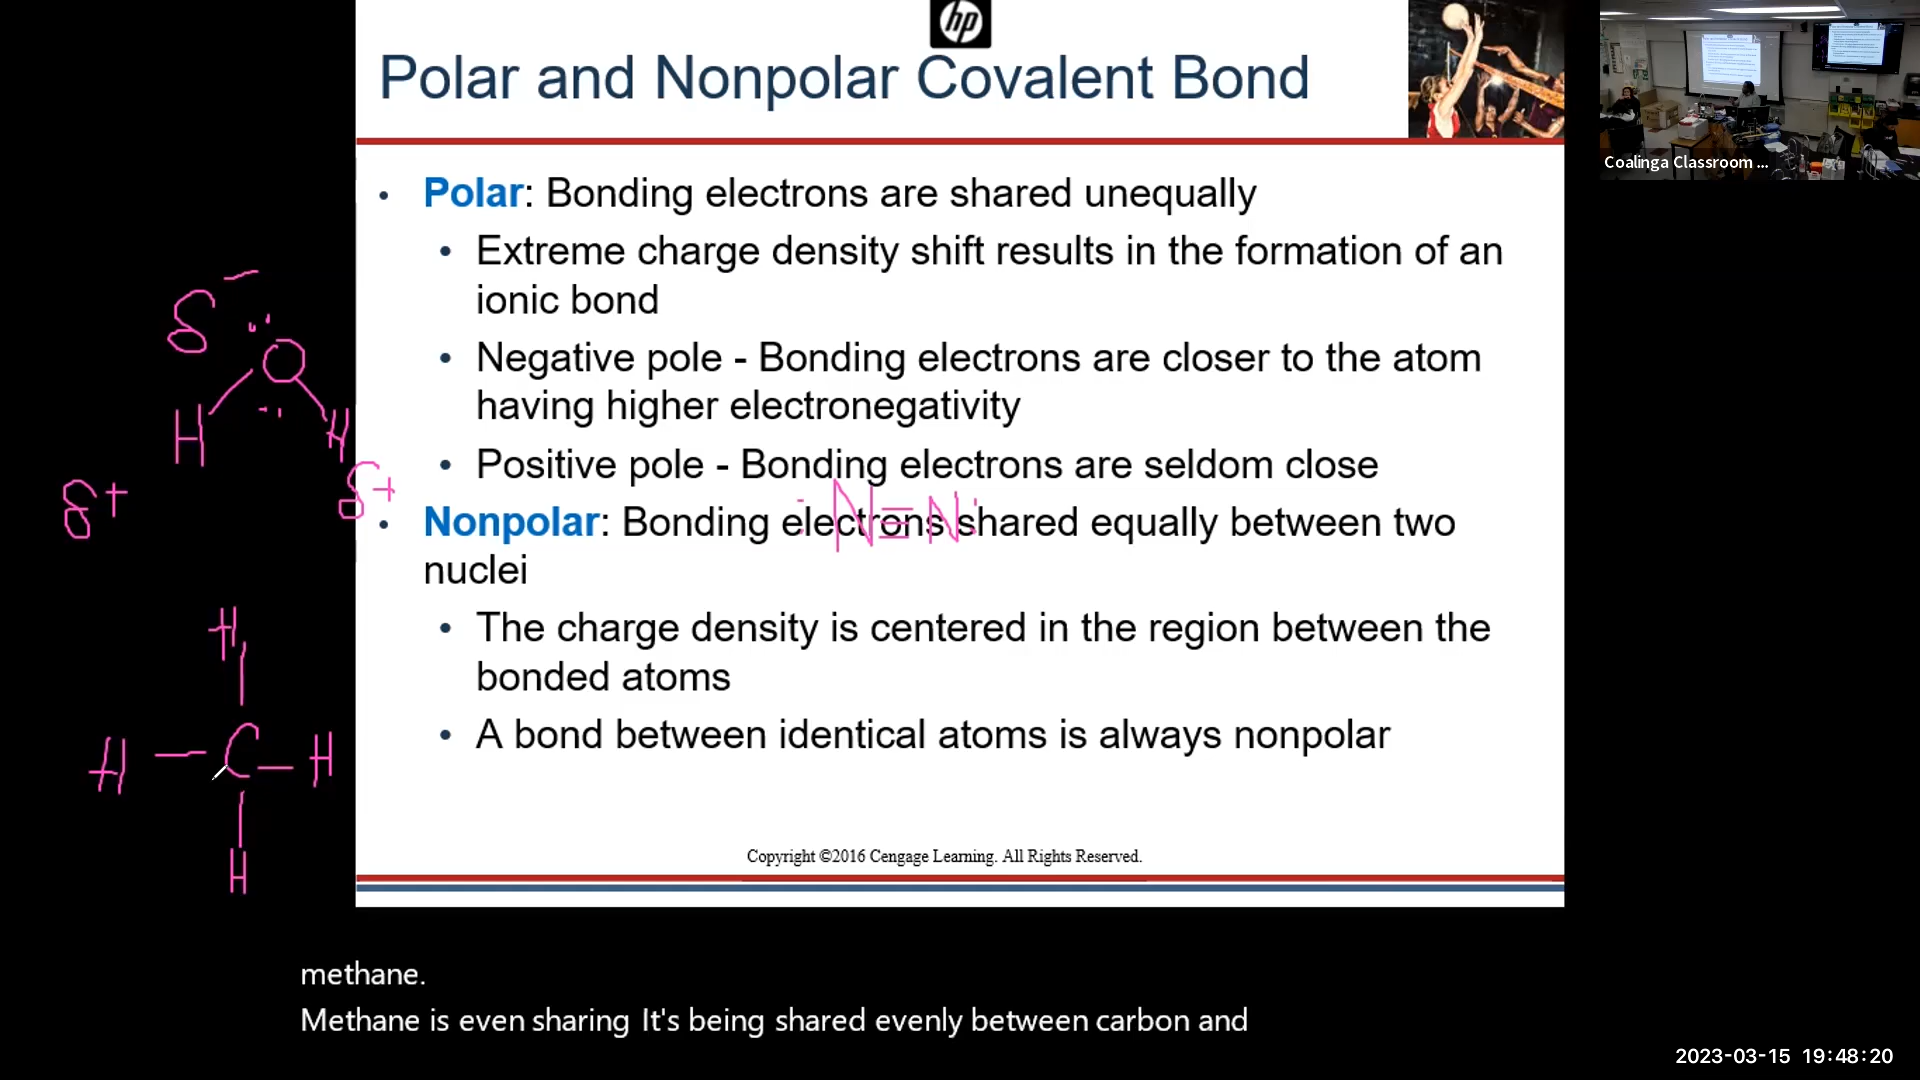 hp
Polar and Nonpolar Covalent Bond
Coalinga Classroom ...
• Polar: Bonding electrons are shared unequally
• Extreme charge density shift results in the formation of an
ionic bond
• Negative pole - Bonding electrons are closer to the atom
having higher electronegativity
• Positive pole - Bonding electrons are seldom close
• Nonpolar: Bonding electrons shared equally between two
nuclei
• The charge density is centered in the region between the
bonded atoms
• A bond between identical atoms is always nonpolar
Copyright ©2016 Cengage Learning. All Rights Reserved.
δ-
O
H H
δ+ δ+
:N≡N:
H
H - C - H
H
methane.
Methane is even sharing It's being shared evenly between carbon and
2023-03-15 19:48:20